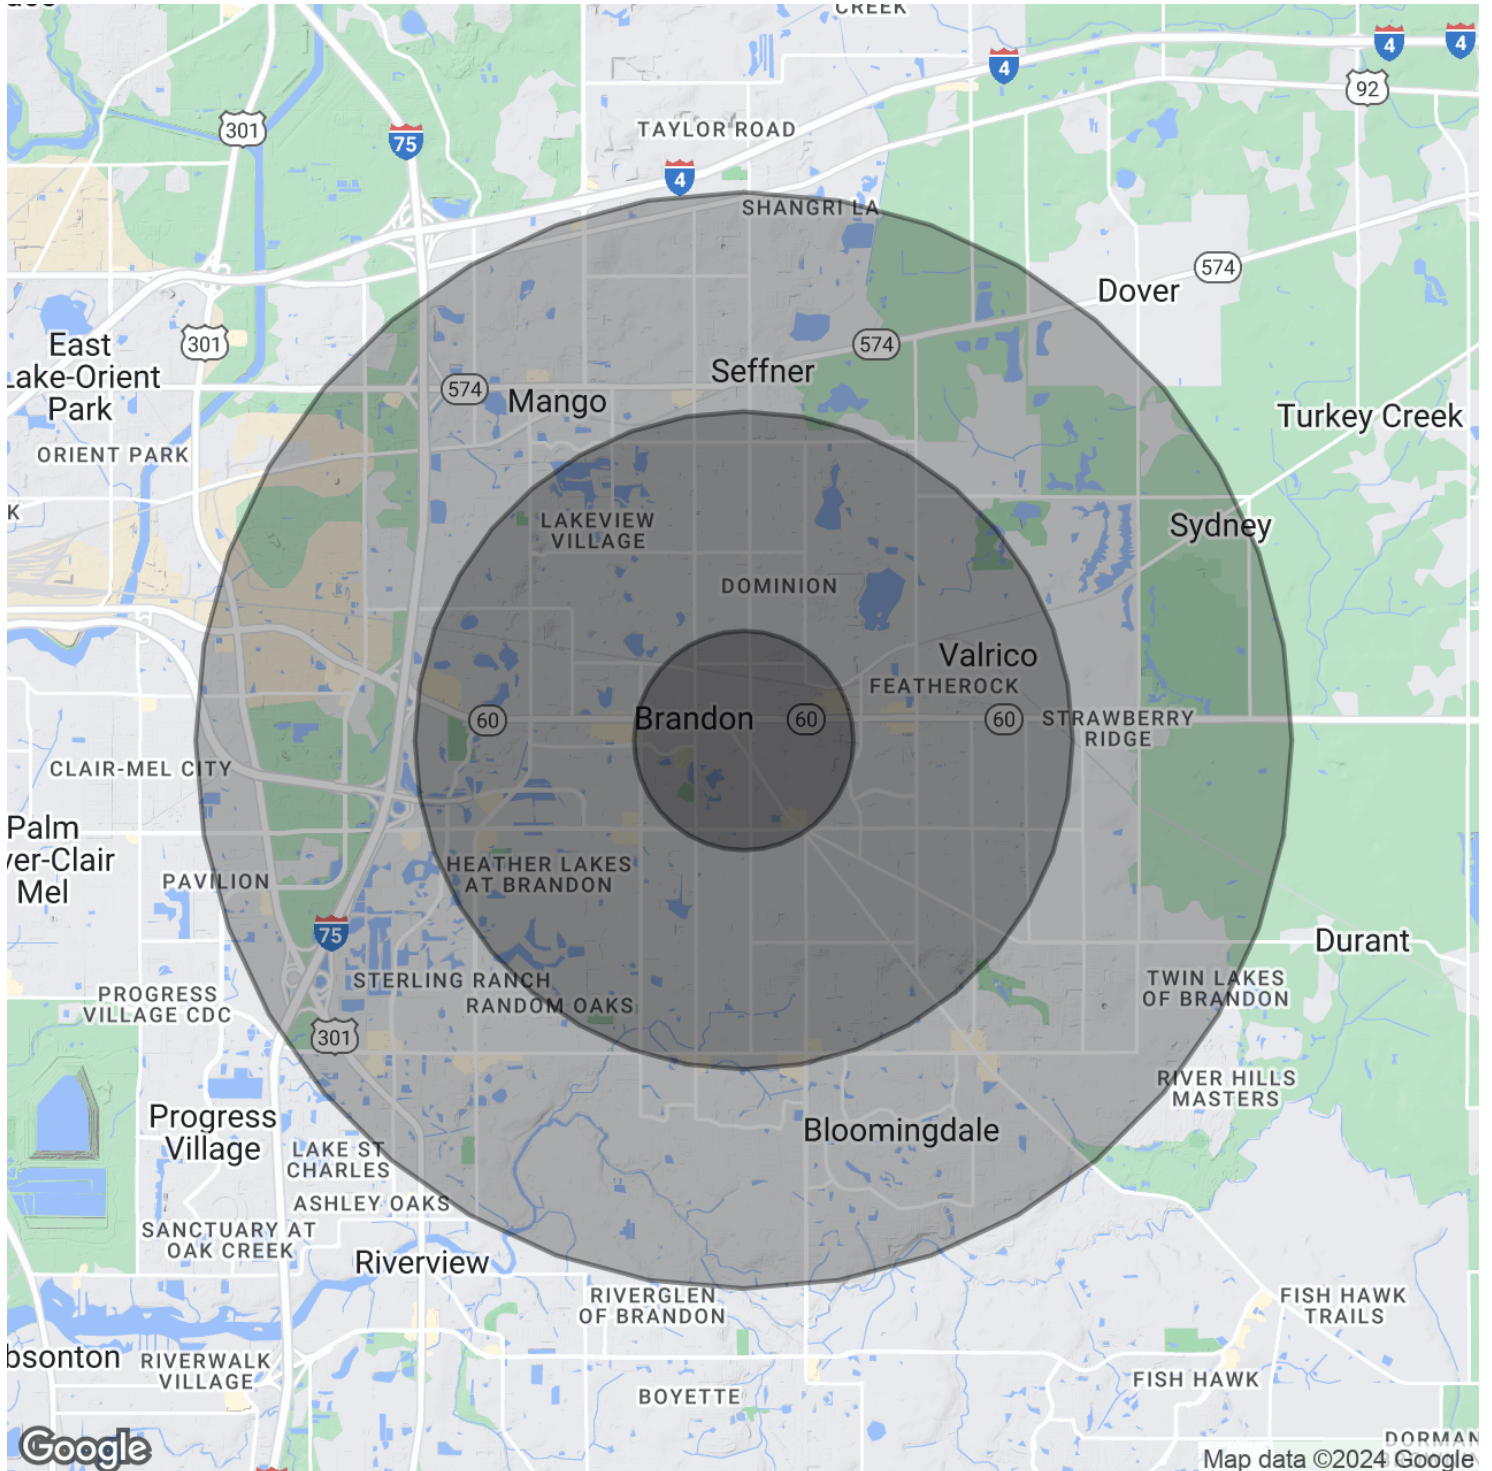 CREEK
4
4
4
92
301
75
TAYLOR ROAD
4
SHANGRI LA
574
Dover
301
East
Lake-Orient
Park
574
Seffner
574
Mango
Turkey Creek
ORIENT PARK
K
LAKEVIEW
VILLAGE
Sydney
DOMINION
Valrico
FEATHEROCK
60
Brandon
60
60
STRAWBERRY
RIDGE
CLAIR-MEL CITY
Palm
ver-Clair
Mel
PAVILION
HEATHER LAKES
AT BRANDON
75
Durant
STERLING RANCH
RANDOM OAKS
TWIN LAKES
OF BRANDON
PROGRESS
VILLAGE CDC
301
RIVER HILLS
MASTERS
Progress
Village
Bloomingdale
LAKE ST
CHARLES
ASHLEY OAKS
SANCTUARY AT
OAK CREEK
Riverview
RIVERGLEN
OF BRANDON
FISH HAWK
TRAILS
bsonton
RIVERWALK
VILLAGE
BOYETTE
FISH HAWK
DORMAN
Google
Map data ©2024 Google